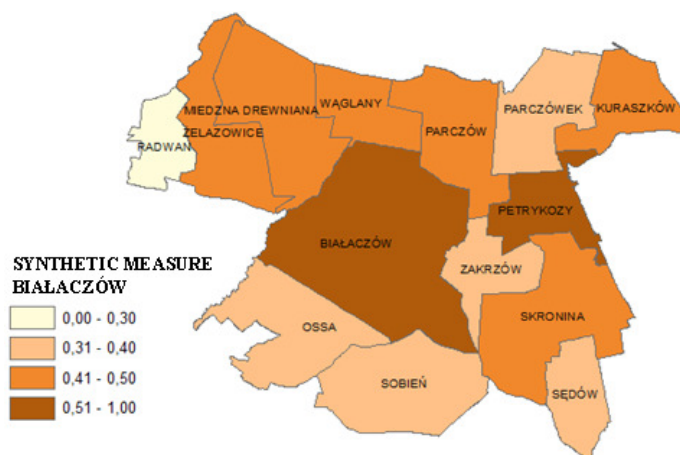 MIEDZNA DREWNIANA
WĄGLANY
PARCZÓWEK
KURASZKÓW
ŻELAZOWICE
PARCZÓW
RADWAN
PETRYKOZY
BIAŁACZÓW
ZAKRZÓW
SKRONINA
OSSA
SOBIEŃ
SĘDÓW
SYNTHETIC MEASURE
BIAŁACZÓW
0,00 - 0,30
0,31 - 0,40
0,41 - 0,50
0,51 - 1,00